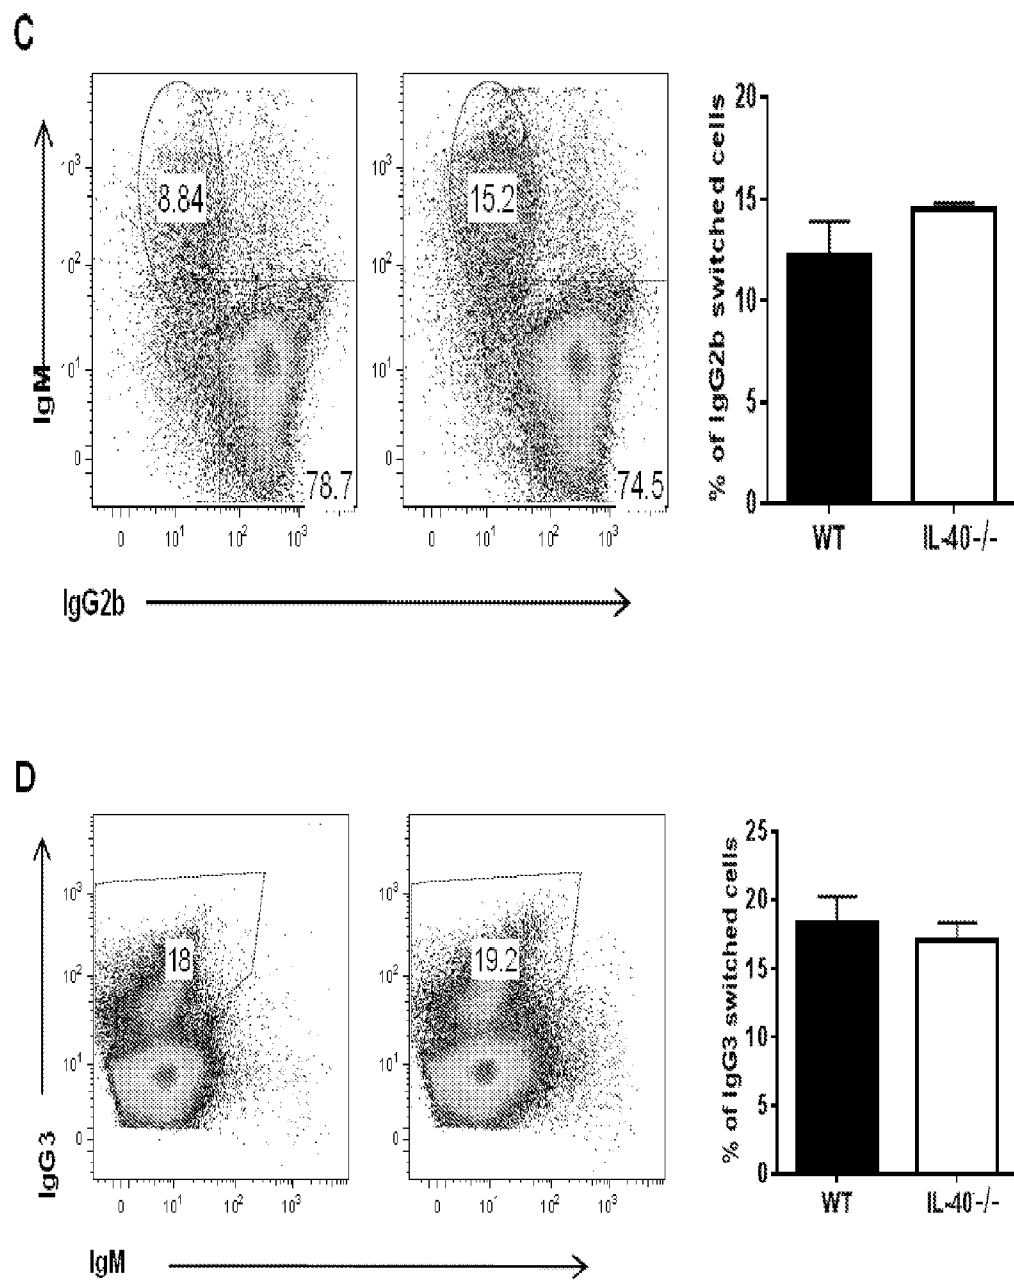 C
IgM
10³
10²
10¹
0
8.84
78.7
0 10¹ 10² 10³
15.2
74.5
10³
10²
10¹
0
0 10¹ 10² 10³
IgG2b
% of IgG2b switched cells
20
15
10
5
0
WT IL-40-/-
D
IgG3
10³
10²
10¹
0
18
0 10¹ 10² 10³
10³
10²
10¹
0
19.2
0 10¹ 10² 10³
IgM
% of IgG3 switched cells
25
20
15
10
5
0
WT IL-40-/-